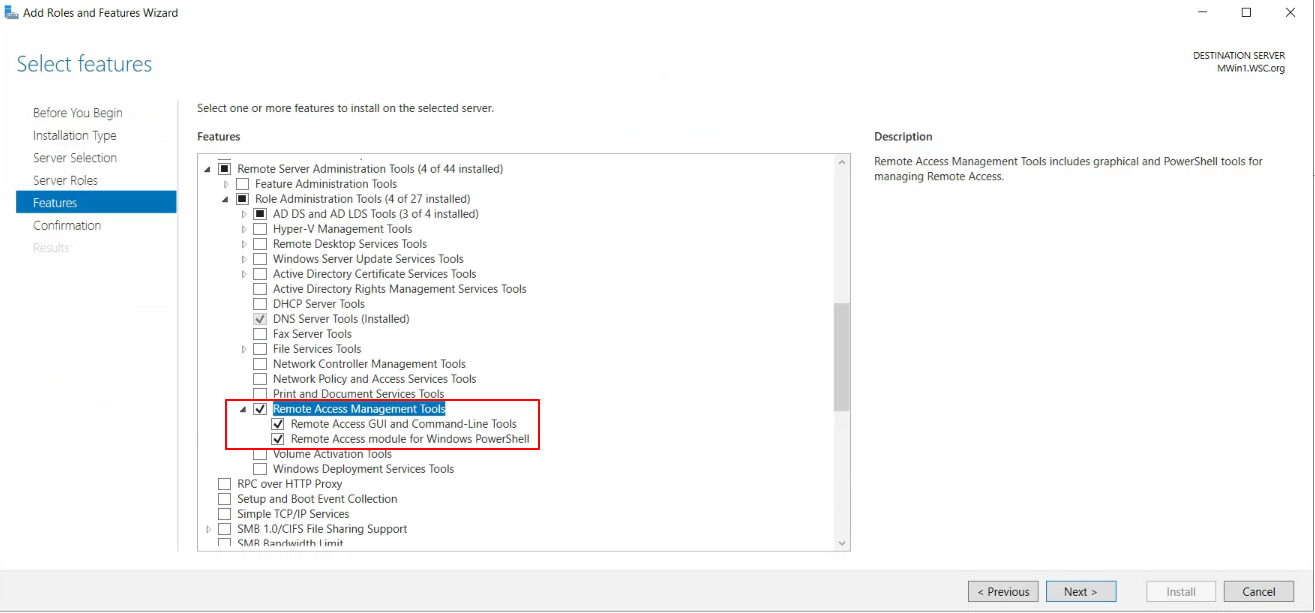 Add Roles and Features Wizard
Select features
DESTINATION SERVER
MWin1.WSC.org
Before You Begin
Installation Type
Server Selection
Server Roles
Features
Confirmation
Results
Select one or more features to install on the selected server.
Features
Remote Server Administration Tools (4 of 44 installed)
Feature Administration Tools
Role Administration Tools (4 of 27 installed)
AD DS and AD LDS Tools (3 of 4 installed)
Hyper-V Management Tools
Remote Desktop Services Tools
Windows Server Update Services Tools
Active Directory Certificate Services Tools
Active Directory Rights Management Services Tools
DHCP Server Tools
DNS Server Tools (Installed)
Fax Server Tools
File Services Tools
Network Controller Management Tools
Network Policy and Access Services Tools
Print and Document Services Tools
Remote Access Management Tools
Remote Access GUI and Command-Line Tools
Remote Access module for Windows PowerShell
Volume Activation Tools
Windows Deployment Services Tools
RPC over HTTP Proxy
Setup and Boot Event Collection
Simple TCP/IP Services
SMB 1.0/CIFS File Sharing Support
SMB Bandwidth Limit
Description
Remote Access Management Tools includes graphical and PowerShell tools for
managing Remote Access.
< Previous
Next >
Install
Cancel